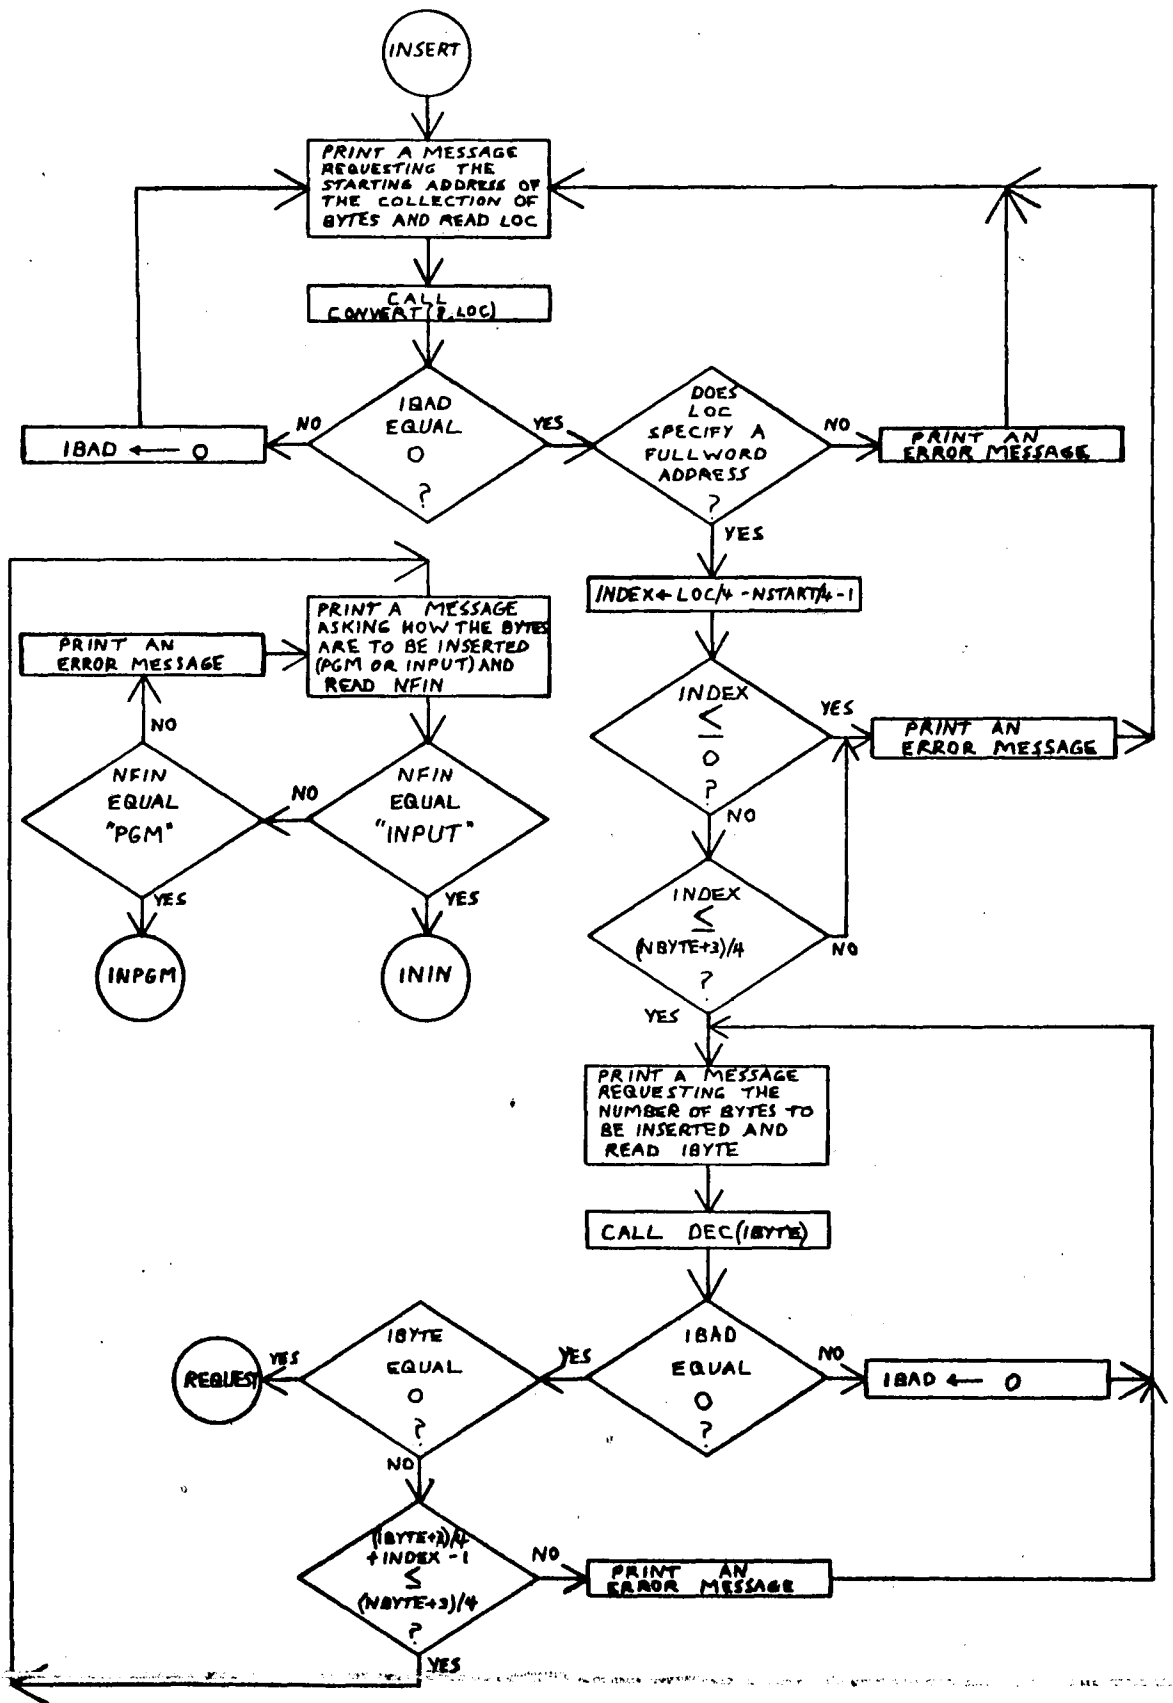 INSERT
PRINT A MESSAGE
REQUESTING THE
STARTING ADDRESS OF
THE COLLECTION OF
BYTES AND READ LOC
CALL
CONVERT(8,LOC)
IBAD
EQUAL
0
?
NO
YES
IBAD ← 0
DOES
LOC
SPECIFY A
FULLWORD
ADDRESS
?
NO
YES
PRINT AN
ERROR MESSAGE
INDEX←LOC/4-NSTART/4-1
PRINT A MESSAGE
ASKING HOW THE BYTES
ARE TO BE INSERTED
(PGM OR INPUT) AND
READ NFIN
PRINT AN
ERROR MESSAGE
NO
NFIN
EQUAL
"PGM"
YES
INPGM
NO
NFIN
EQUAL
"INPUT"
YES
ININ
INDEX
≤
0
?
YES
NO
PRINT AN
ERROR MESSAGE
INDEX
≤
(NBYTE+3)/4
?
NO
YES
PRINT A MESSAGE
REQUESTING THE
NUMBER OF BYTES TO
BE INSERTED AND
READ IBYTE
CALL DEC(IBYTE)
IBAD
EQUAL
0
?
NO
YES
IBAD ← 0
IBYTE
EQUAL
0
?
YES
NO
REQUEST
(IBYTE+3)/4
+INDEX-1
≤
(NBYTE+3)/4
?
NO
YES
PRINT AN
ERROR MESSAGE